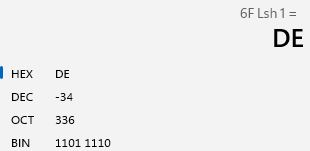 6F Lsh 1 =
DE
HEX DE
DEC -34
OCT 336
BIN 1101 1110